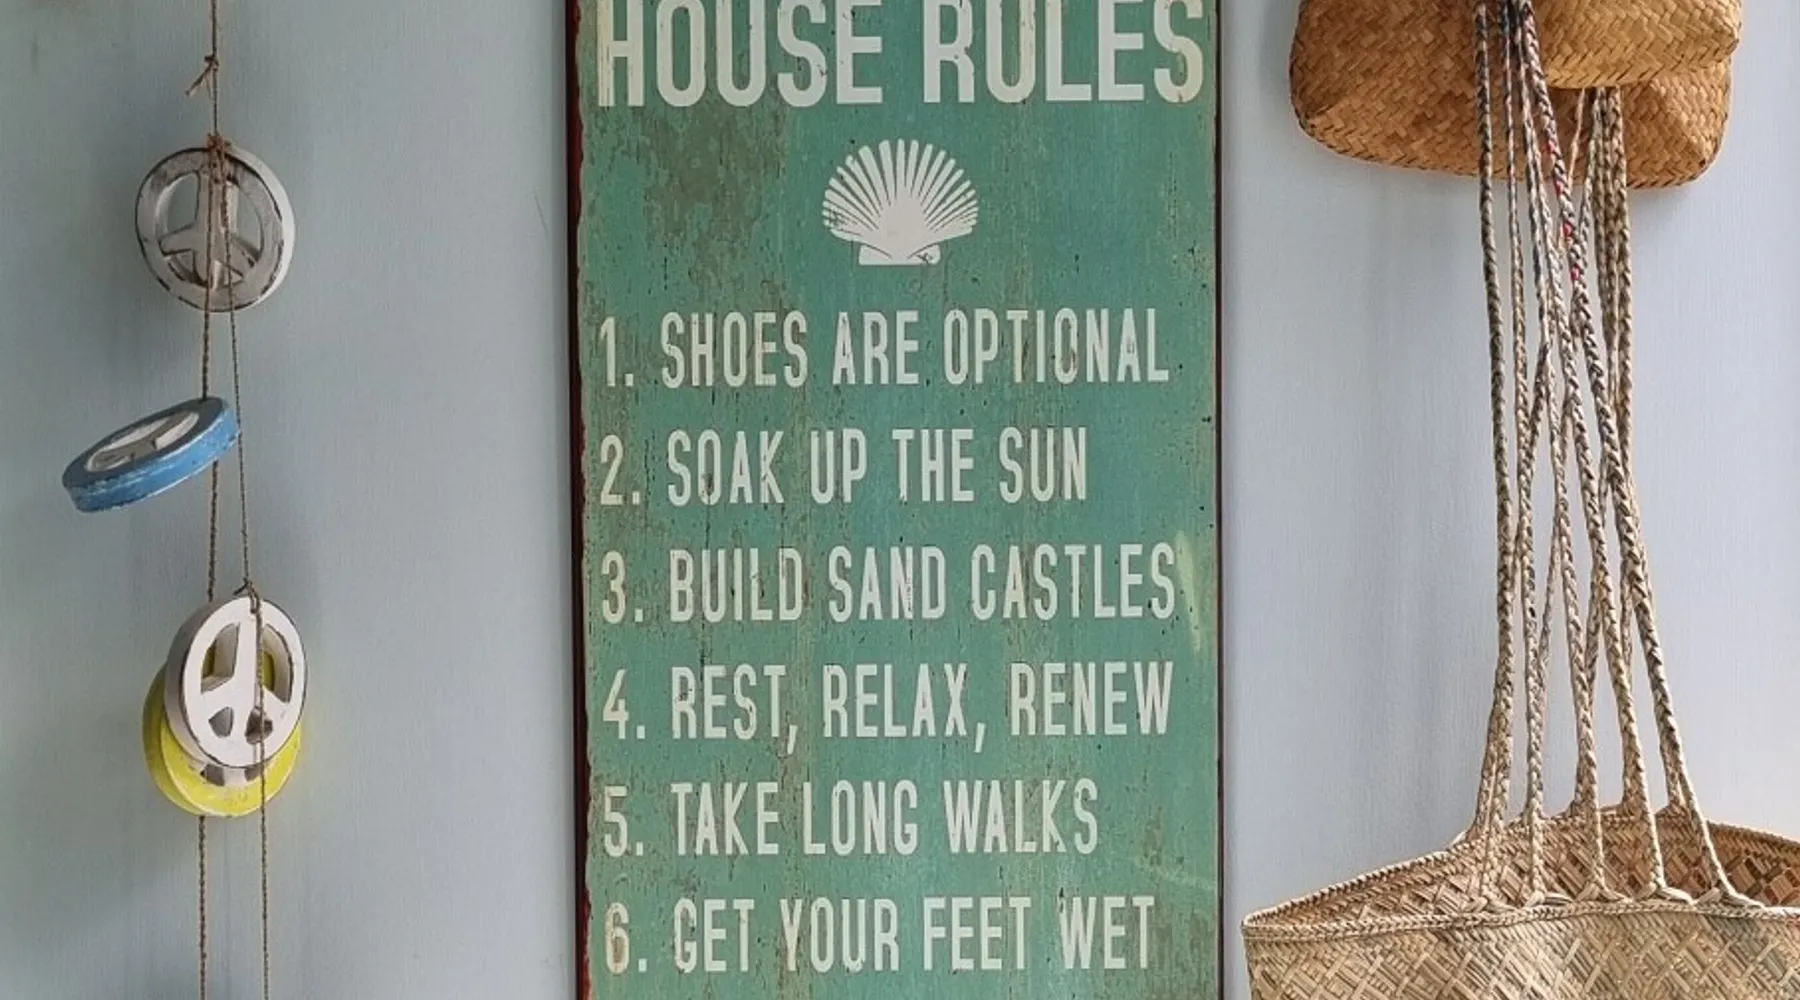 HOUSE RULES
1. SHOES ARE OPTIONAL
2. SOAK UP THE SUN
3. BUILD SAND CASTLES
4. REST, RELAX, RENEW
5. TAKE LONG WALKS
6. GET YOUR FEET WET